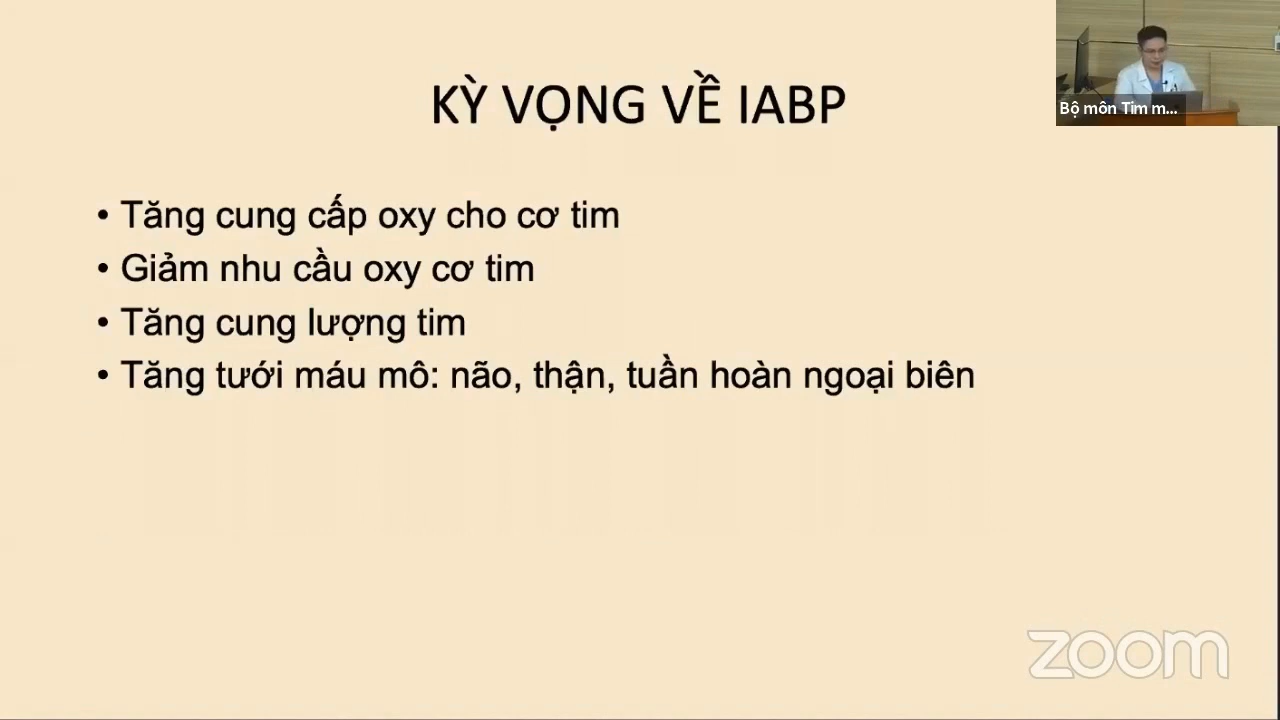 KỲ VỌNG VỀ IABP
Bộ môn Tim m...
• Tăng cung cấp oxy cho cơ tim
• Giảm nhu cầu oxy cơ tim
• Tăng cung lượng tim
• Tăng tưới máu mô: não, thận, tuần hoàn ngoại biên
zoom